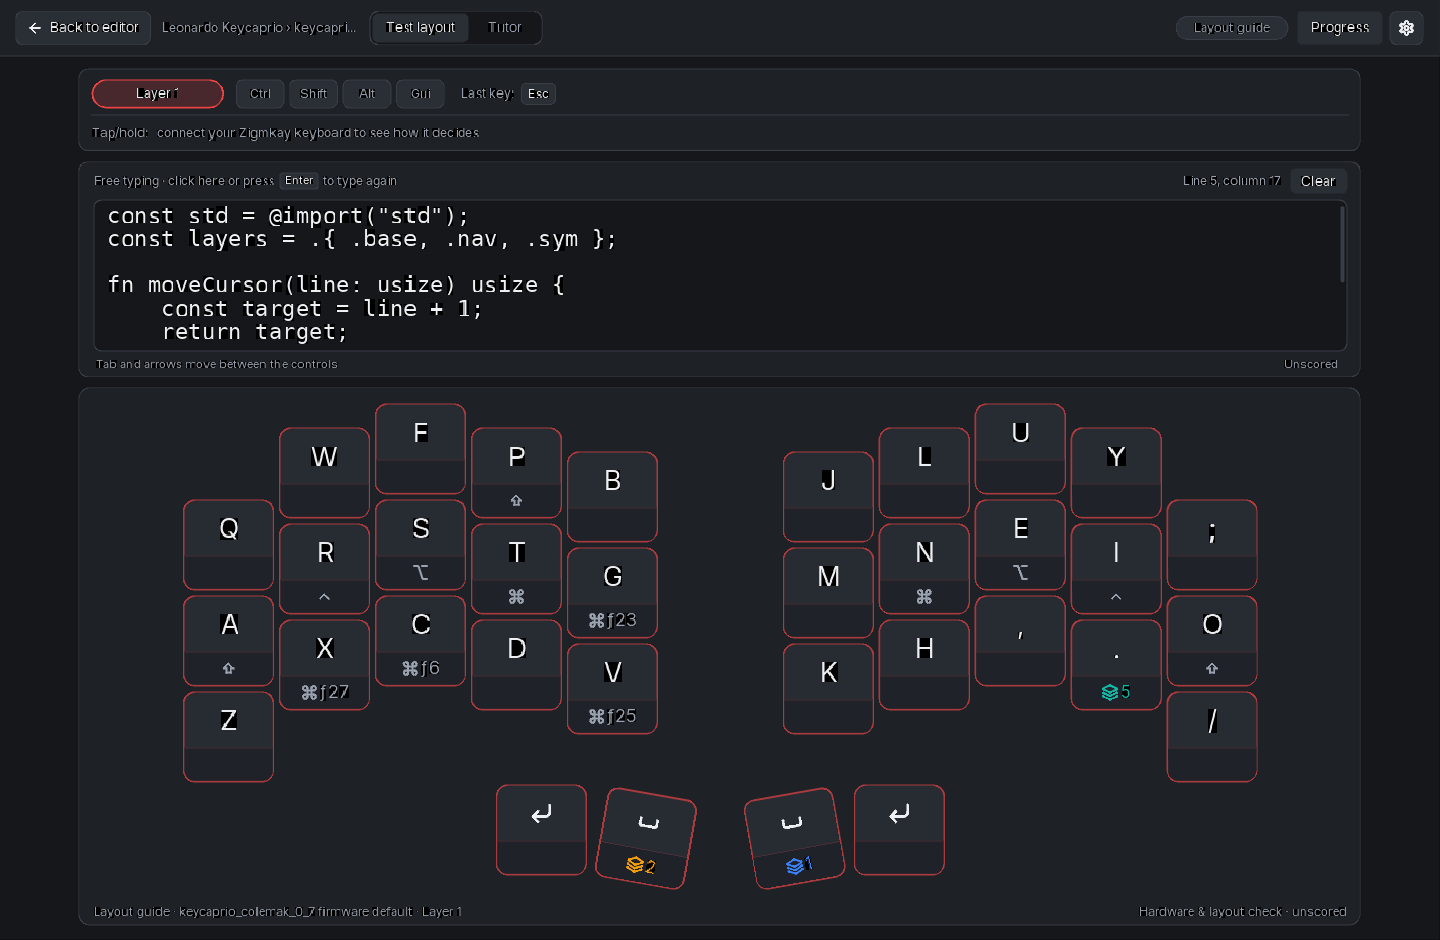 Back to editor
Leonardo Keycaprio › keycapri...
Test layout
Tutor
Layout guide
Progress
Layer 1
Ctrl
Shift
Alt
Gui
Last key: Esc
Tap/hold: connect your Zigmkay keyboard to see how it decides
Free typing · click here or press Enter to type again
Line 5, column 17
Clear
const std = @import("std");
const layers = .{ .base, .nav, .sym };
fn moveCursor(line: usize) usize {
    const target = line + 1;
    return target;
Tab and arrows move between the controls
Unscored
F U
W P L Y
B J
Q S E ;
R T N I
G M
⌥ ⌥
^ ⌘ ⌘ ^
⌘ƒ23
A C , O
X D H .
⇧ ⌘ƒ6 ⇧
V K
⌘ƒ27 5
⌘ƒ25
Z /
2 1
Layout guide · keycaprio_colemak_0_7 firmware default · Layer 1
Hardware & layout check · unscored